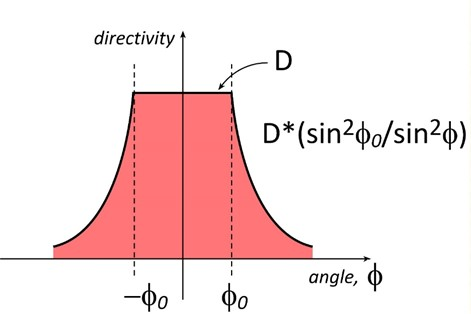 directivity
D
D*(sin²ϕ₀/sin²ϕ)
angle, ϕ
−ϕ₀
ϕ₀